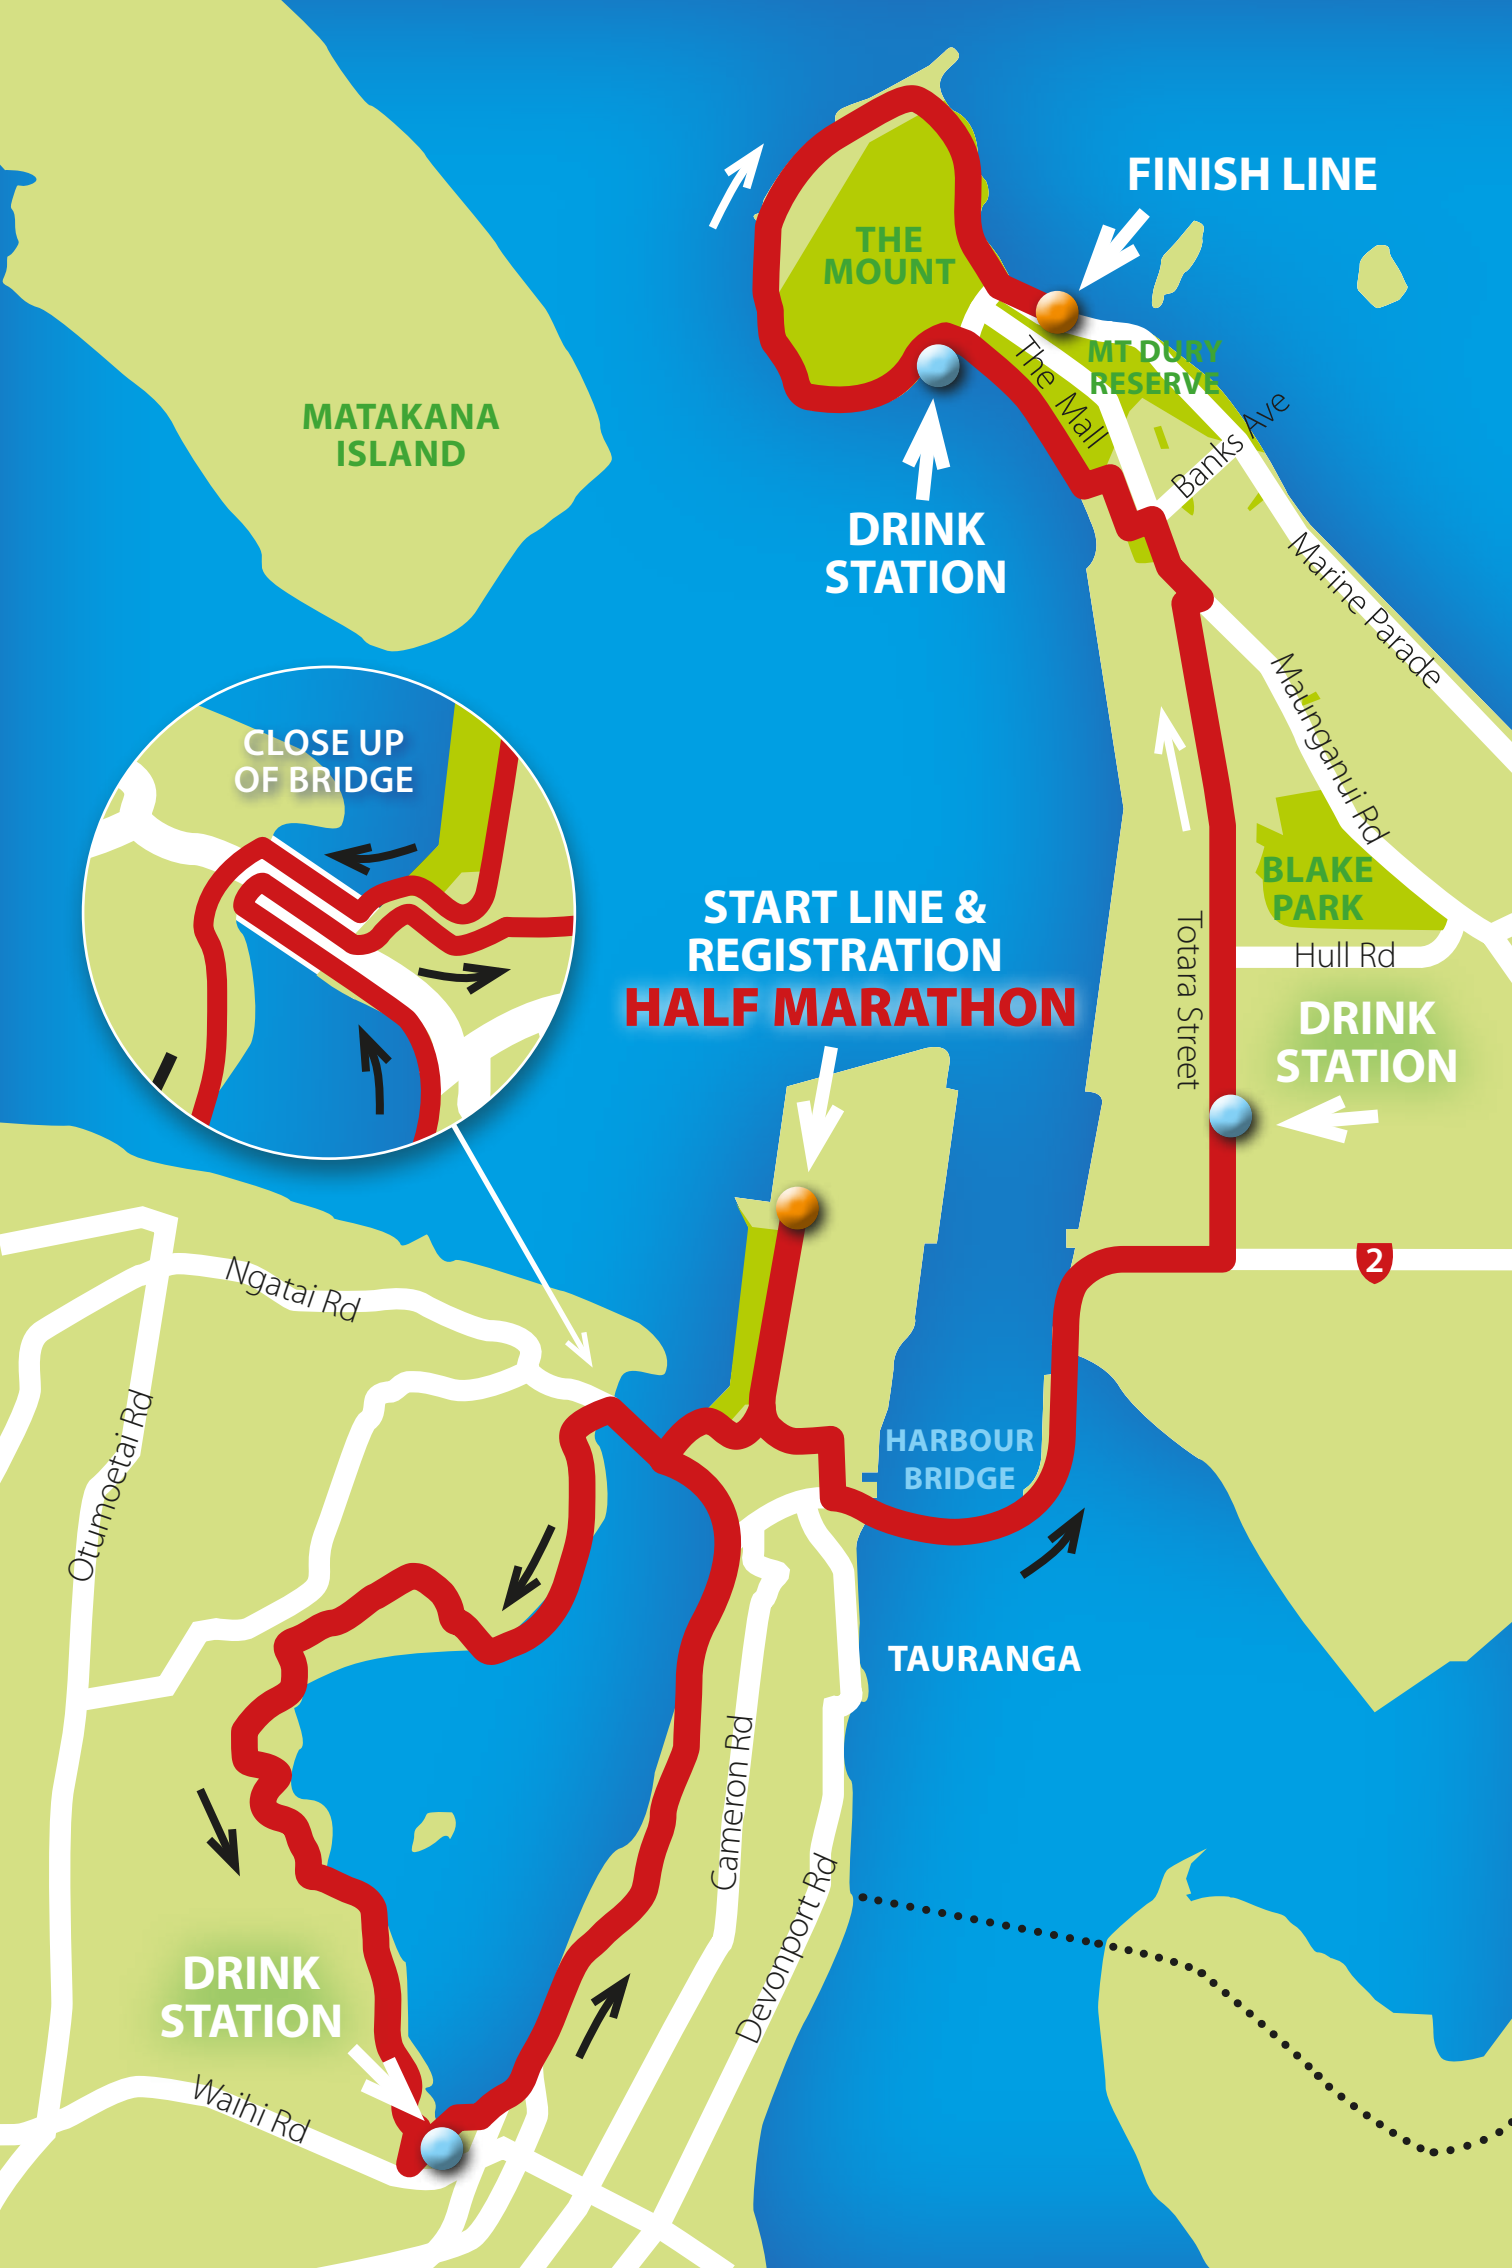 FINISH LINE
THE
MOUNT
MT DURY
RESERVE
The Mall
Banks Ave
MATAKANA
ISLAND
DRINK
STATION
Marine Parade
Maunganui Rd
CLOSE UP
OF BRIDGE
BLAKE
PARK
START LINE &
REGISTRATION
HALF MARATHON
Totara Street
Hull Rd
DRINK
STATION
2
Ngatai Rd
Otumoetai Rd
HARBOUR
BRIDGE
TAURANGA
Cameron Rd
Devonport Rd
DRINK
STATION
Waihi Rd